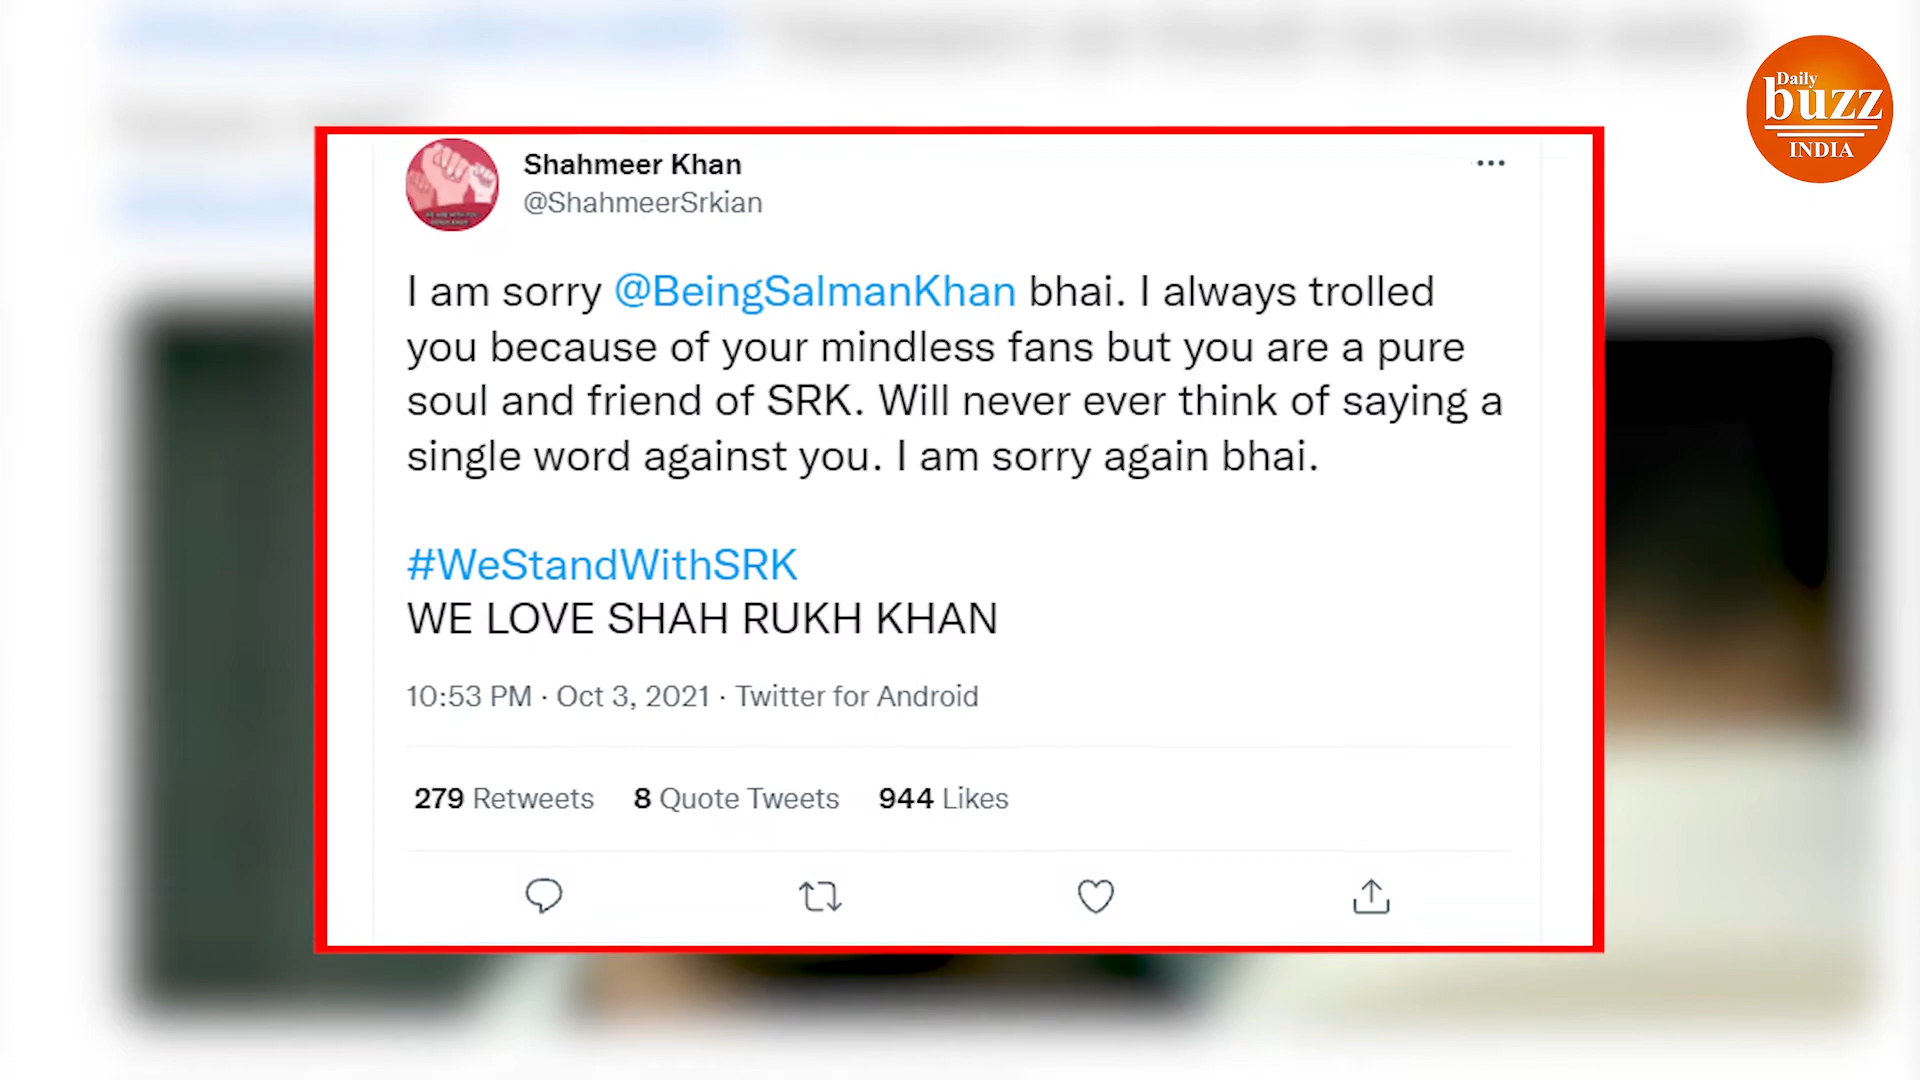 Daily
buzz
INDIA
Shahmeer Khan
@ShahmeerSrkian
I am sorry @BeingSalmanKhan bhai. I always trolled
you because of your mindless fans but you are a pure
soul and friend of SRK. Will never ever think of saying a
single word against you. I am sorry again bhai.
#WeStandWithSRK
WE LOVE SHAH RUKH KHAN
10:53 PM · Oct 3, 2021 · Twitter for Android
279 Retweets 8 Quote Tweets 944 Likes